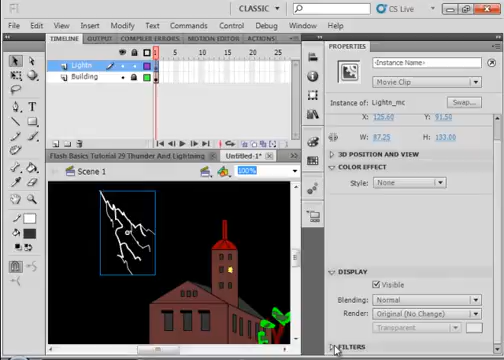 Fl
CLASSIC
CS Live
File Edit View Insert Modify Text Commands Control Debug Window Help
TIMELINE OUTPUT COMPILER ERRORS MOTION EDITOR ACTIONS
1 5 10 15 20 25
Lightn
Building
Flash Basics Tutorial 29 Thunder And Lightning
Untitled-1*
Scene 1
100%
PROPERTIES
<Instance Name>
Movie Clip
Instance of: Lightn_mc
Swap...
X: 125.60 Y: 91.50
W: 87.25 H: 133.00
3D POSITION AND VIEW
COLOR EFFECT
Style: None
DISPLAY
Visible
Blending: Normal
Render: Original (No Change)
Transparent
FILTERS